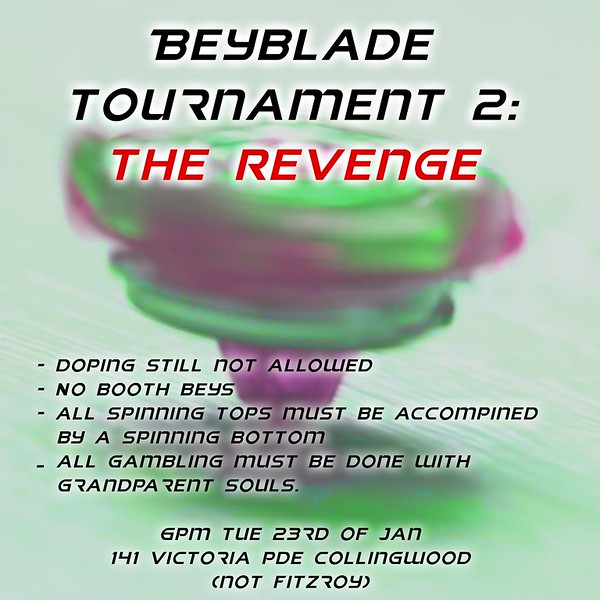 BEYBLADE
TOURNAMENT 2:
THE REVENGE
- DOPING STILL NOT ALLOWED
- NO BOOTH BEYS
- ALL SPINNING TOPS MUST BE ACCOMPINED
BY A SPINNING BOTTOM
- ALL GAMBLING MUST BE DONE WITH
GRANDPARENT SOULS.
6PM TUE 23RD OF JAN
141 VICTORIA PDE COLLINGWOOD
(NOT FITZROY)